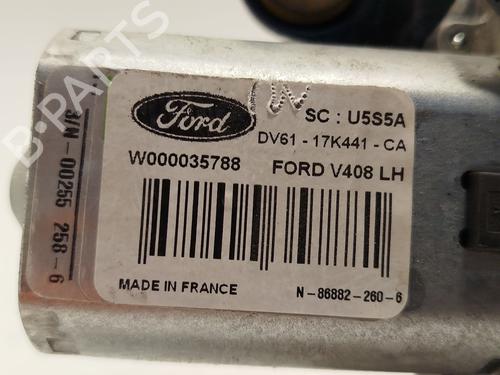 Ford
SC : U5S5A
DV61 - 17K441 - CA
W000035788
FORD V408 LH
MADE IN FRANCE
N-86882-260-6
258-6
B-PARTS